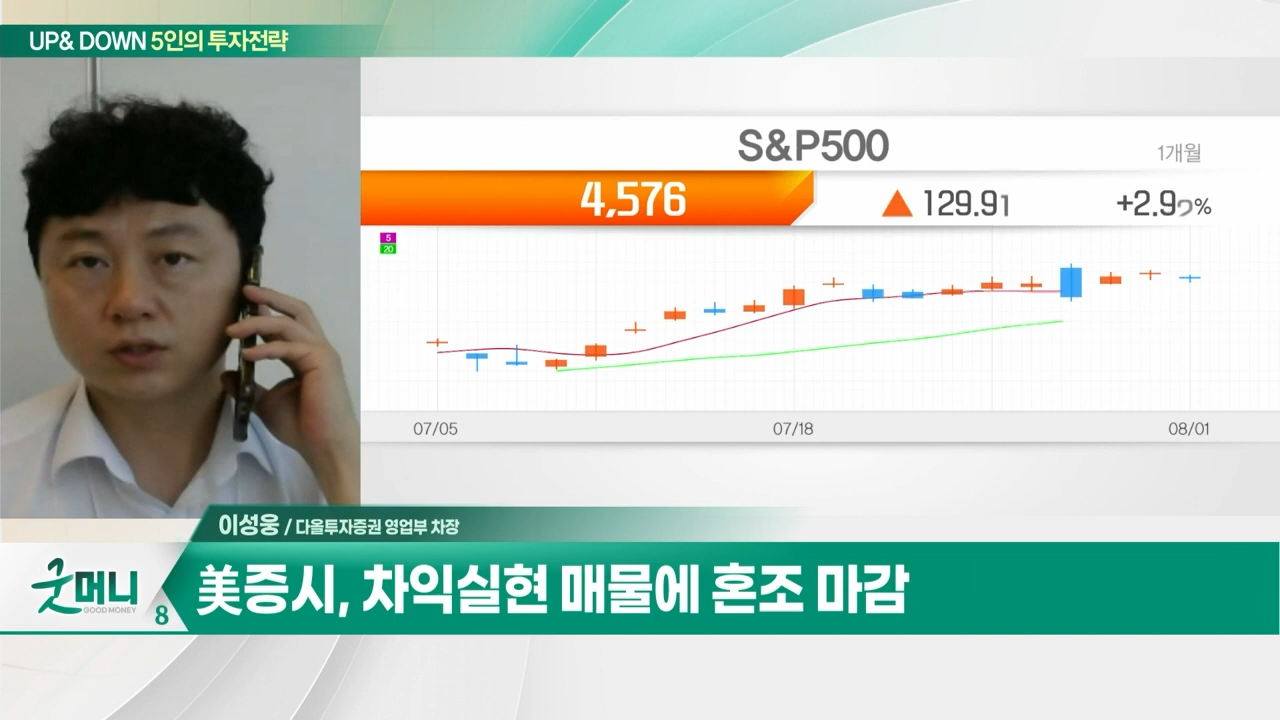 UP& DOWN 5인의 투자전략
S&P500
1개월
4,576
▲ 129.91
5
20
07/05
07/18
08/01
이성웅 / 다올투자증권 영업부 차장
굿머니
GOOD MONEY
8
美증시, 차익실현 매물에 혼조 마감